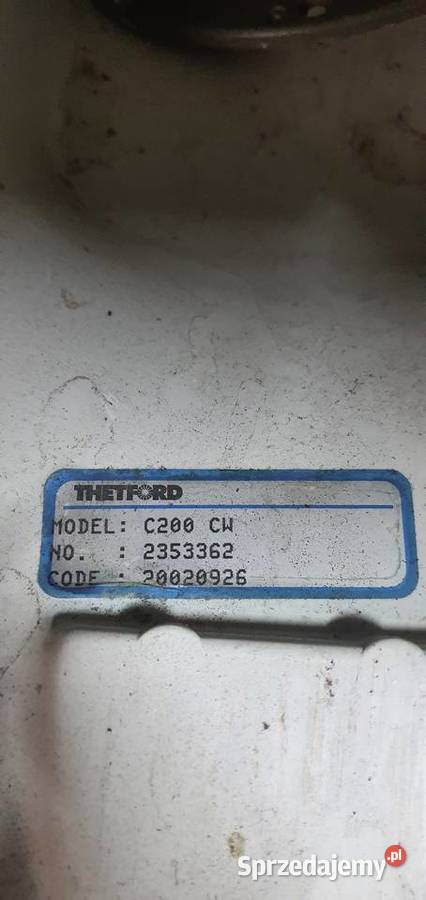 THETFORD
MODEL: C200 CW
NO. : 2353362
CODE : 20020926
Sprzedajemy.pl